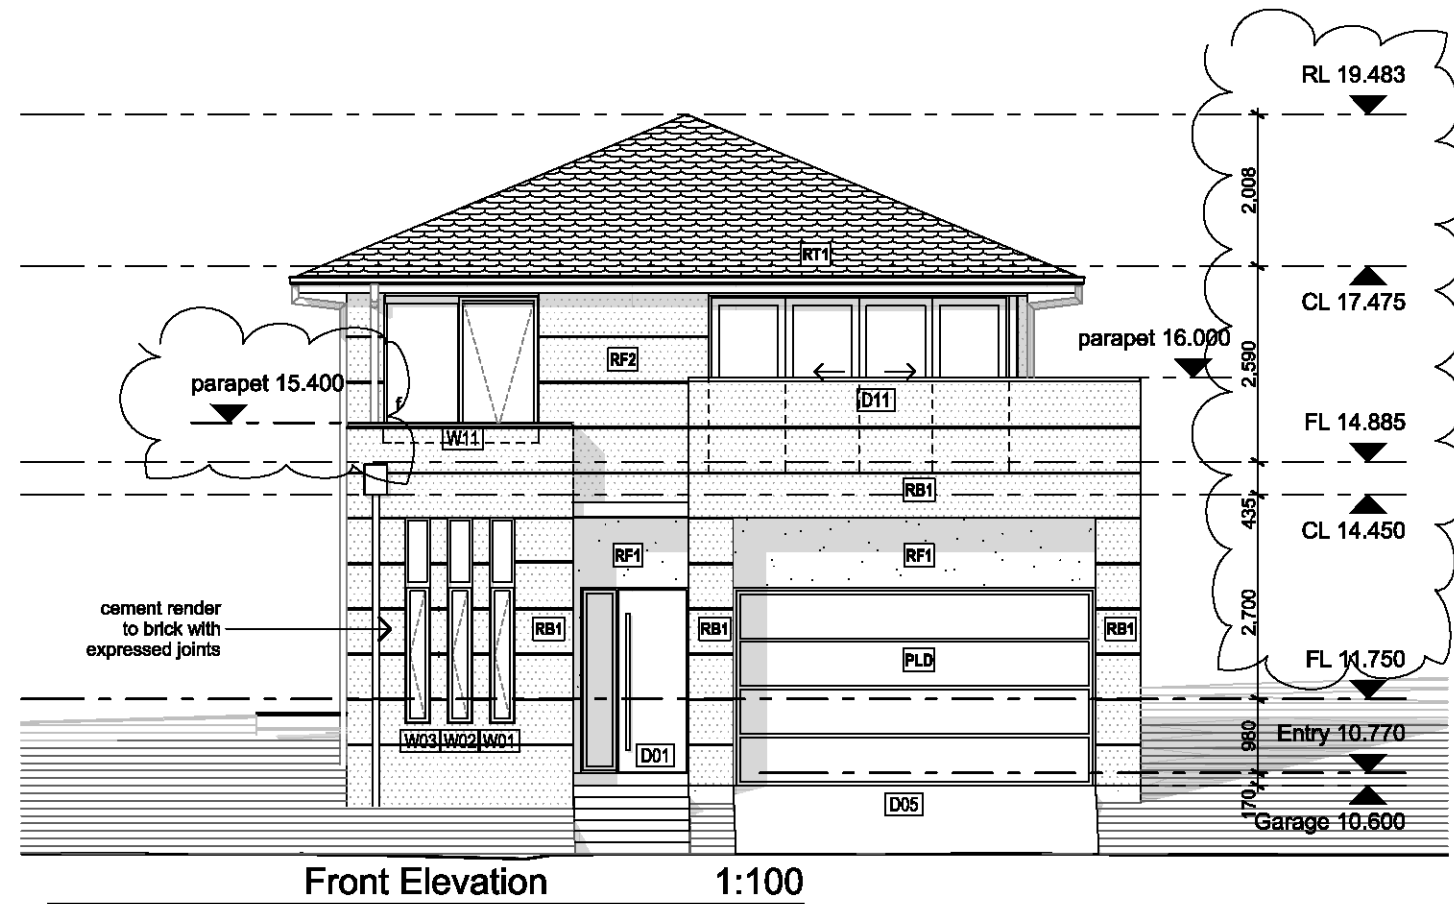 RL 19.483
2,008
RT1
CL 17.475
parapet 16.000
2,590
RF2
parapet 15.400
f
D11
FL 14.885
W11
RB1
435
CL 14.450
RF1
RF1
2,700
cement render
to brick with
expressed joints
RB1
RB1
RB1
PLD
FL 11.750
W03 W02 W01
D01
980
Entry 10.770
D05
170
Garage 10.600
Front Elevation 1:100